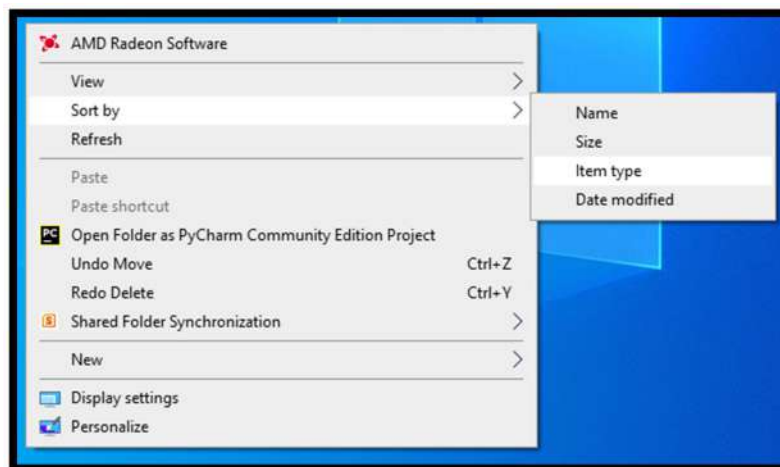 AMD Radeon Software
View
Sort by
Refresh
Paste
Paste shortcut
PC Open Folder as PyCharm Community Edition Project
Undo Move Ctrl+Z
Redo Delete Ctrl+Y
S Shared Folder Synchronization
New
Display settings
Personalize
Name
Size
Item type
Date modified